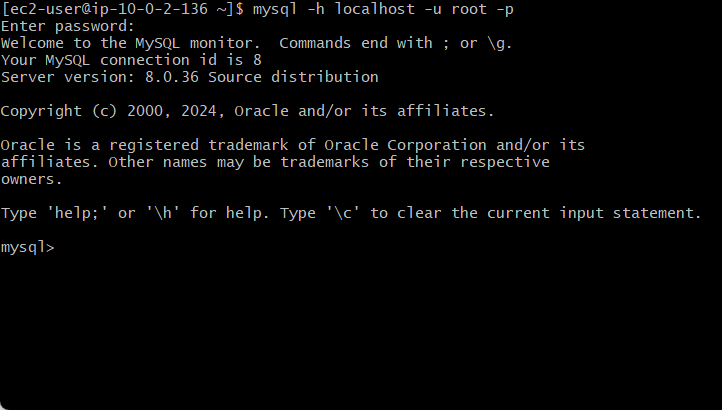 [ec2-user@ip-10-0-2-136 ~]$ mysql -h localhost -u root -p
Enter password:
Welcome to the MySQL monitor.  Commands end with ; or \g.
Your MySQL connection id is 8
Server version: 8.0.36 Source distribution
Copyright (c) 2000, 2024, Oracle and/or its affiliates.
Oracle is a registered trademark of Oracle Corporation and/or its
affiliates. Other names may be trademarks of their respective
owners.
Type 'help;' or '\h' for help. Type '\c' to clear the current input statement.
mysql>